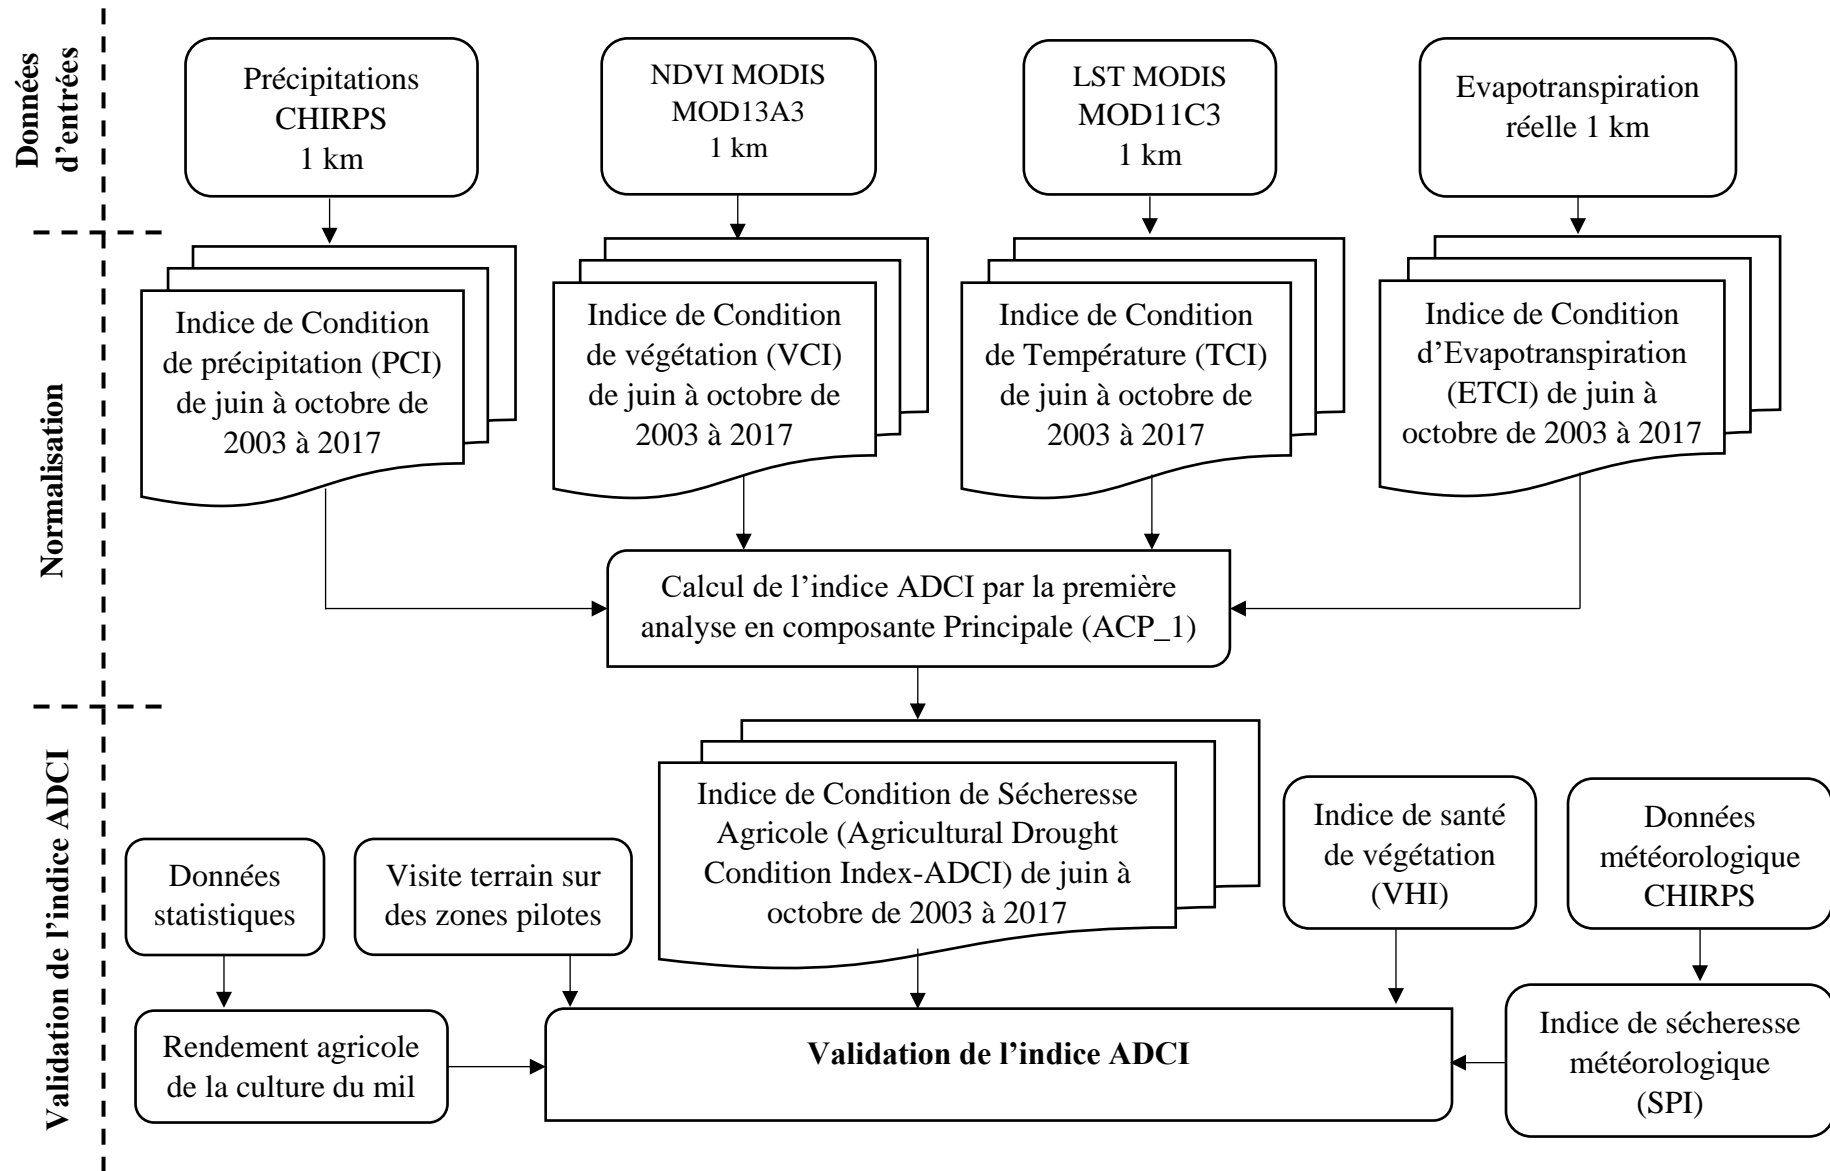 Données
d’entrées
Précipitations
CHIRPS
1 km
NDVI MODIS
MOD13A3
1 km
LST MODIS
MOD11C3
1 km
Evapotranspiration
réelle 1 km
Normalisation
Indice de Condition
de précipitation (PCI)
de juin à octobre de
2003 à 2017
Indice de Condition
de végétation (VCI)
de juin à octobre de
2003 à 2017
Indice de Condition
de Température (TCI)
de juin à octobre de
2003 à 2017
Indice de Condition
d’Evapotranspiration
(ETCI) de juin à
octobre de 2003 à 2017
Calcul de l’indice ADCI par la première
analyse en composante Principale (ACP_1)
Validation de l’indice ADCI
Indice de Condition de Sécheresse
Agricole (Agricultural Drought
Condition Index-ADCI) de juin à
octobre de 2003 à 2017
Données
statistiques
Visite terrain sur
des zones pilotes
Indice de santé
de végétation
(VHI)
Données
météorologique
CHIRPS
Rendement agricole
de la culture du mil
Validation de l’indice ADCI
Indice de sécheresse
météorologique
(SPI)